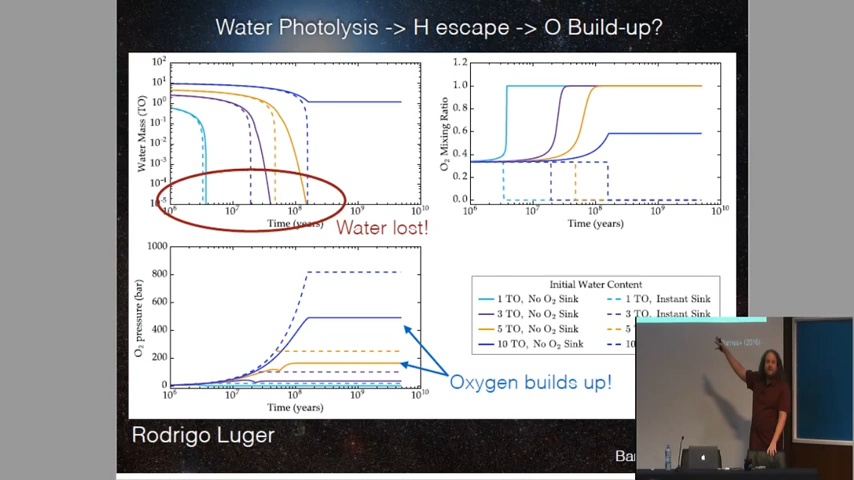 Water Photolysis -> H escape -> O Build-up?
10²
10¹
10⁰
10⁻¹
10⁻²
10⁻³
10⁻⁴
10⁻⁵
Water Mass (TO)
10⁶ 10⁷ 10⁸ 10⁹ 10¹⁰
Time (years)
Water lost!
1.2
1.0
0.8
0.6
0.4
0.2
0.0
O₂ Mixing Ratio
10⁶ 10⁷ 10⁸ 10⁹ 10¹⁰
Time (years)
1000
800
600
400
200
0
O₂ pressure (bar)
10⁶ 10⁷ 10⁸ 10⁹ 10¹⁰
Time (years)
Oxygen builds up!
Initial Water Content
1 TO, No O₂ Sink 1 TO, Instant Sink
3 TO, No O₂ Sink 3 TO, Instant Sink
5 TO, No O₂ Sink 5
10 TO, No O₂ Sink 10
Rodrigo Luger
Bar